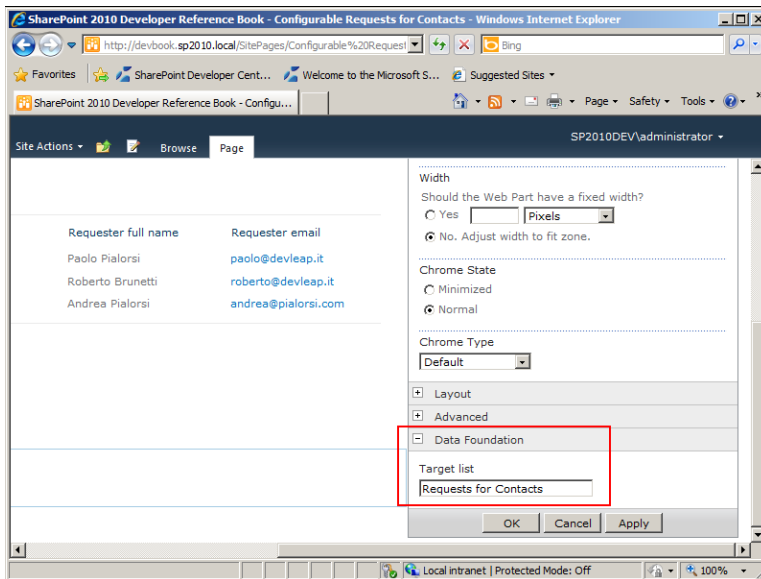 SharePoint 2010 Developer Reference Book - Configurable Requests for Contacts - Windows Internet Explorer
http://devbook.sp2010.local/SitePages/Configurable%20Request
Bing
Favorites SharePoint Developer Cent... Welcome to the Microsoft S... Suggested Sites
SharePoint 2010 Developer Reference Book - Configu...
Page Safety Tools
SP2010DEV\administrator
Site Actions Browse Page
Width
Should the Web Part have a fixed width?
Yes Pixels
No. Adjust width to fit zone.
Requester full name Requester email
Paolo Pialorsi paolo@devleap.it
Roberto Brunetti roberto@devleap.it
Andrea Pialorsi andrea@pialorsi.com
Chrome State
Minimized
Normal
Chrome Type
Default
Layout
Advanced
Data Foundation
Target list
Requests for Contacts
OK Cancel Apply
Local intranet | Protected Mode: Off 100%